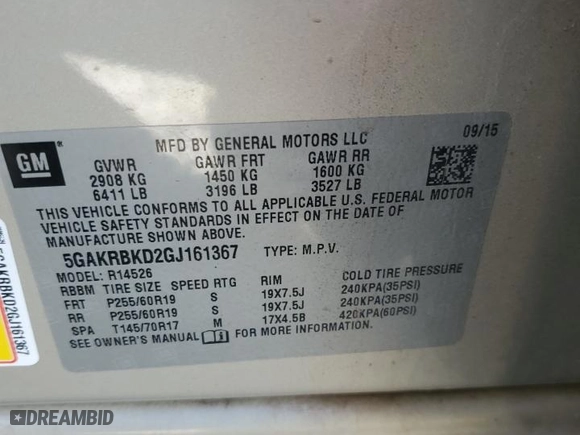 GM
®
MFD BY GENERAL MOTORS LLC
09/15
GVWR GAWR FRT GAWR RR
2908 KG 1450 KG 1600 KG
6411 LB 3196 LB 3527 LB
THIS VEHICLE CONFORMS TO ALL APPLICABLE U.S. FEDERAL MOTOR
VEHICLE SAFETY STANDARDS IN EFFECT ON THE DATE OF
MANUFACTURE SHOWN ABOVE.
5GAKRBKD2GJ161367 TYPE: M.P.V.
MODEL: R14526
RBBM TIRE SIZE SPEED RTG RIM COLD TIRE PRESSURE
FRT P255/60R19 S 19X7.5J 240KPA(35PSI)
RR P255/60R19 S 19X7.5J 240KPA(35PSI)
SPA T145/70R17 M 17X4.5B 420KPA(60PSI)
SEE OWNER'S MANUAL FOR MORE INFORMATION.
5GAKRBKD2GJ161367
DREAMBID